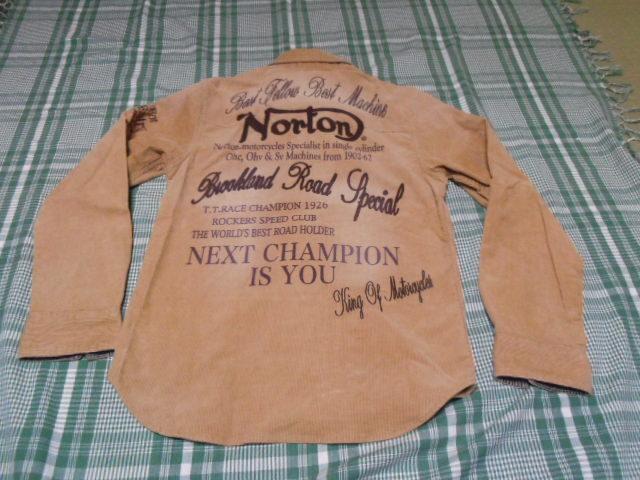 Best Fellow Best Machine
Norton
Norton motorcycles Specialist in single cylinder
Ohc, Ohv & Sv Machines from 1902-62
Brookland Road Special
T.T.RACE CHAMPION 1926
ROCKERS SPEED CLUB
THE WORLD'S BEST ROAD HOLDER
NEXT CHAMPION
IS YOU
King Of Motorcycles